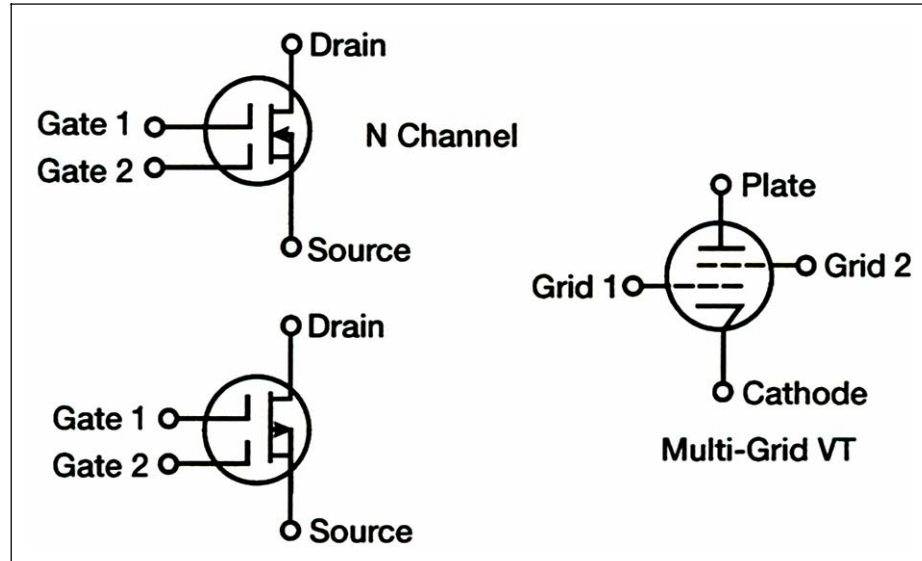 Drain
Gate 1
N Channel
Gate 2
Source
Plate
Grid 2
Grid 1
Cathode
Multi-Grid VT
Drain
Gate 1
Gate 2
Source